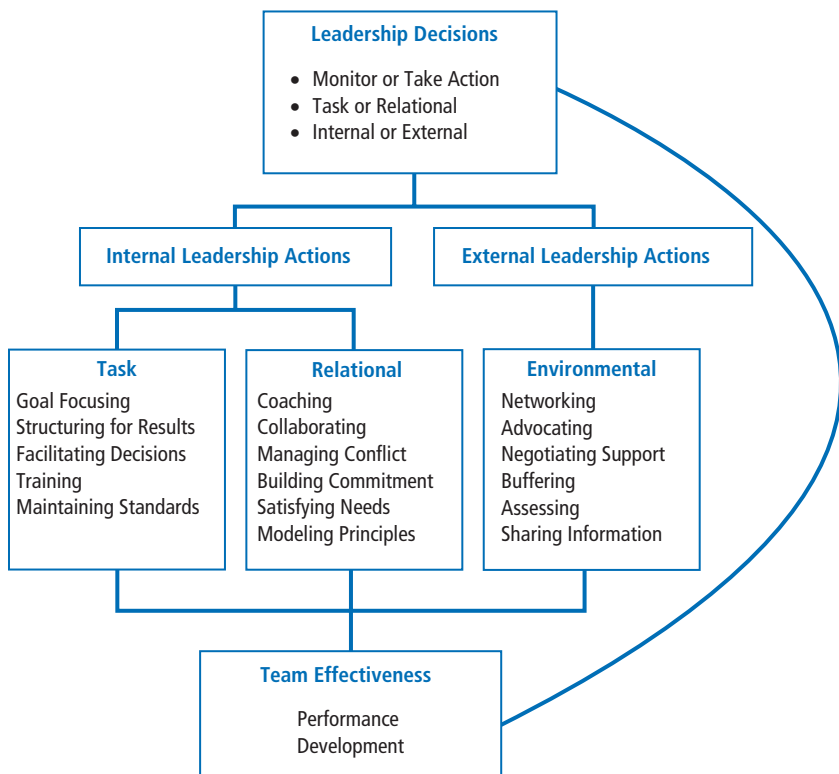 Leadership Decisions
• Monitor or Take Action
• Task or Relational
• Internal or External
Internal Leadership Actions
External Leadership Actions
Task
Goal Focusing
Structuring for Results
Facilitating Decisions
Training
Maintaining Standards
Relational
Coaching
Collaborating
Managing Conflict
Building Commitment
Satisfying Needs
Modeling Principles
Environmental
Networking
Advocating
Negotiating Support
Buffering
Assessing
Sharing Information
Team Effectiveness
Performance
Development